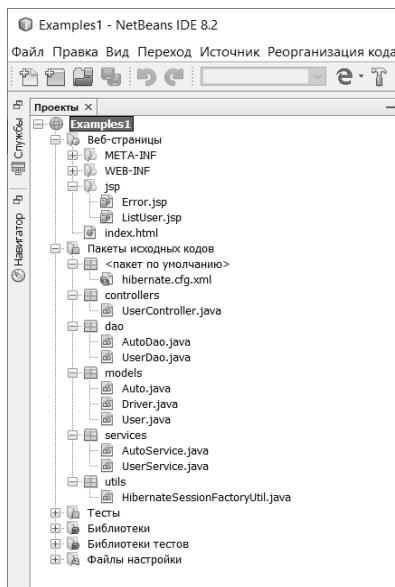 Examples1 - NetBeans IDE 8.2
Файл Правка Вид Переход Источник Реорганизация кода
Проекты
Службы
Навигатор
Examples1
Веб-страницы
META-INF
WEB-INF
jsp
Error.jsp
ListUser.jsp
index.html
Пакеты исходных кодов
<пакет по умолчанию>
hibernate.cfg.xml
controllers
UserController.java
dao
AutoDao.java
UserDao.java
models
Auto.java
Driver.java
User.java
services
AutoService.java
UserService.java
utils
HibernateSessionFactoryUtil.java
Тесты
Библиотеки
Библиотеки тестов
Файлы настройки